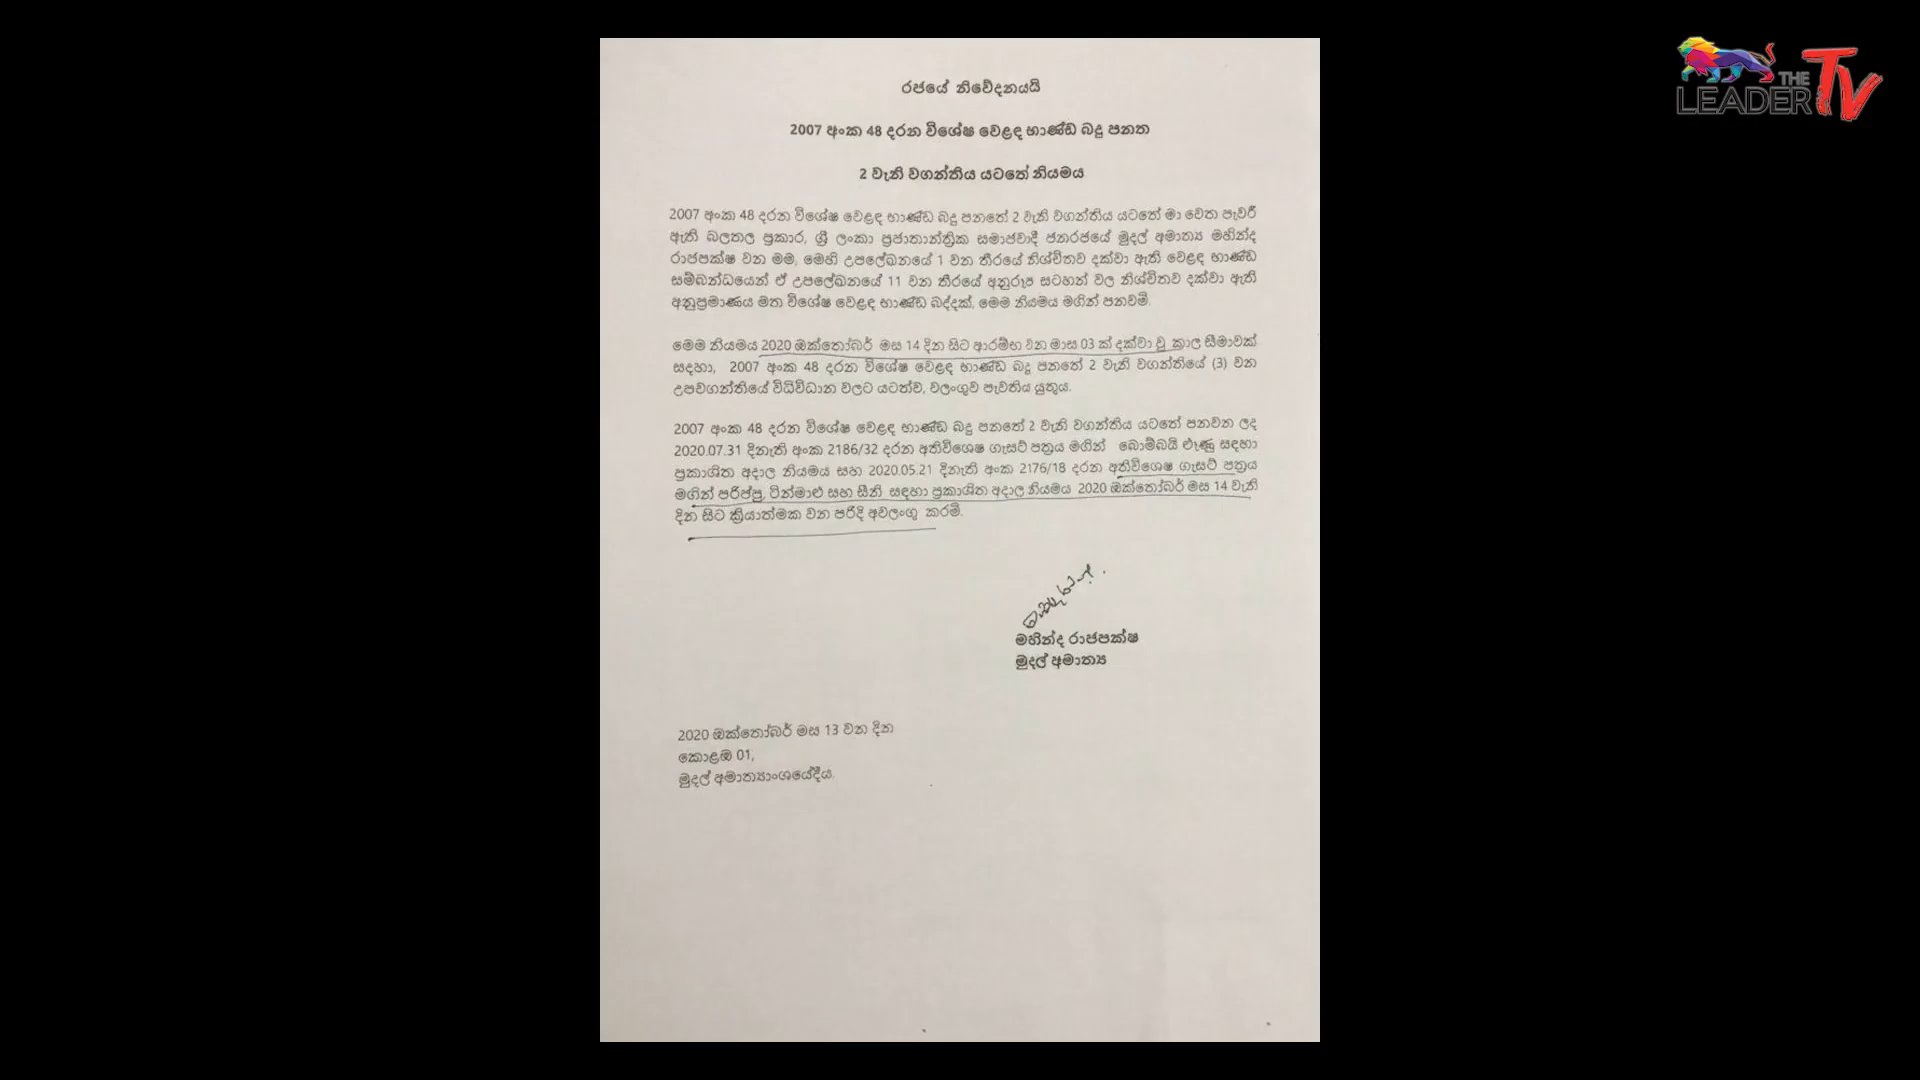 රජයේ නිවේදනයයි
2007 අංක 48 දරන විශේෂ වෙළඳ භාණ්ඩ බදු පනත
2 වැනි වගන්තිය යටතේ නියමය
2007 අංක 48 දරන විශේෂ වෙළඳ භාණ්ඩ බදු පනතේ 2 වැනි වගන්තිය යටතේ මා වෙත පැවරී
ඇති බලතල ප්‍රකාර, ශ්‍රී ලංකා ප්‍රජාතාන්ත්‍රික සමාජවාදී ජනරජයේ මුදල් අමාත්‍ය මහින්ද
රාජපක්ෂ වන මම, මෙහි උපලේඛනයේ 1 වන තීරයේ නිශ්චිතව දක්වා ඇති වෙළඳ භාණ්ඩ
සම්බන්ධයෙන් ඒ උපලේඛනයේ 11 වන තීරයේ අනුරූප සටහන් වල නිශ්චිතව දක්වා ඇති
අනුප්‍රමාණය මත විශේෂ වෙළඳ භාණ්ඩ බද්දක්, මෙම නියමය මගින් පනවමි.
මෙම නියමය 2020 ඔක්තෝබර් මස 14 දින සිට ආරම්භ වන මාස 03 ක් දක්වා වූ කාල සීමාවක්
සදහා, 2007 අංක 48 දරන විශේෂ වෙළඳ භාණ්ඩ බදු පනතේ 2 වැනි වගන්තියේ (3) වන
උපවගන්තියේ විධිවිධාන වලට යටත්ව, වලංගුව පැවතිය යුතුය.
2007 අංක 48 දරන විශේෂ වෙළඳ භාණ්ඩ බදු පනතේ 2 වැනි වගන්තිය යටතේ පනවන ලද
2020.07.31 දිනැති අංක 2186/32 දරන අතිවිශෙෂ ගැසට් පත්‍රය මගින් බොම්බයි ළූණු සඳහා
ප්‍රකාශිත අදාල නියමය සහ 2020.05.21 දිනැති අංක 2176/18 දරන අතිවිශෙෂ ගැසට් පත්‍රය
මගින් පරිප්පු, ටින්මාළු සහ සීනි සඳහා ප්‍රකාශිත අදාල නියමය 2020 ඔක්තෝබර් මස 14 වැනි
දින සිට ක්‍රියාත්මක වන පරිදි අවලංගු කරමි.
මහින්ද රාජපක්ෂ
මුදල් අමාත්‍ය
2020 ඔක්තෝබර් මස 13 වන දින
කොළඹ 01,
මුදල් අමාත්‍යාංශයේදීය.
THE
LEADER TV